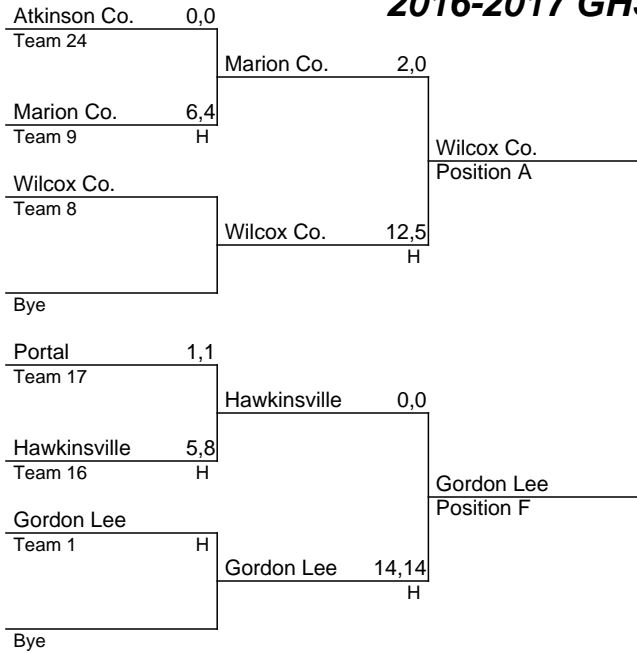 2016-2017 GHS
Atkinson Co. 0,0
Team 24
Marion Co. 2,0
Marion Co. 6,4
Team 9 H
Wilcox Co.
Position A
Wilcox Co.
Team 8
Wilcox Co. 12,5
H
Bye
Portal 1,1
Team 17
Hawkinsville 0,0
Hawkinsville 5,8
Team 16 H
Gordon Lee
Position F
Gordon Lee
Team 1 H
Gordon Lee 14,14
H
Bye